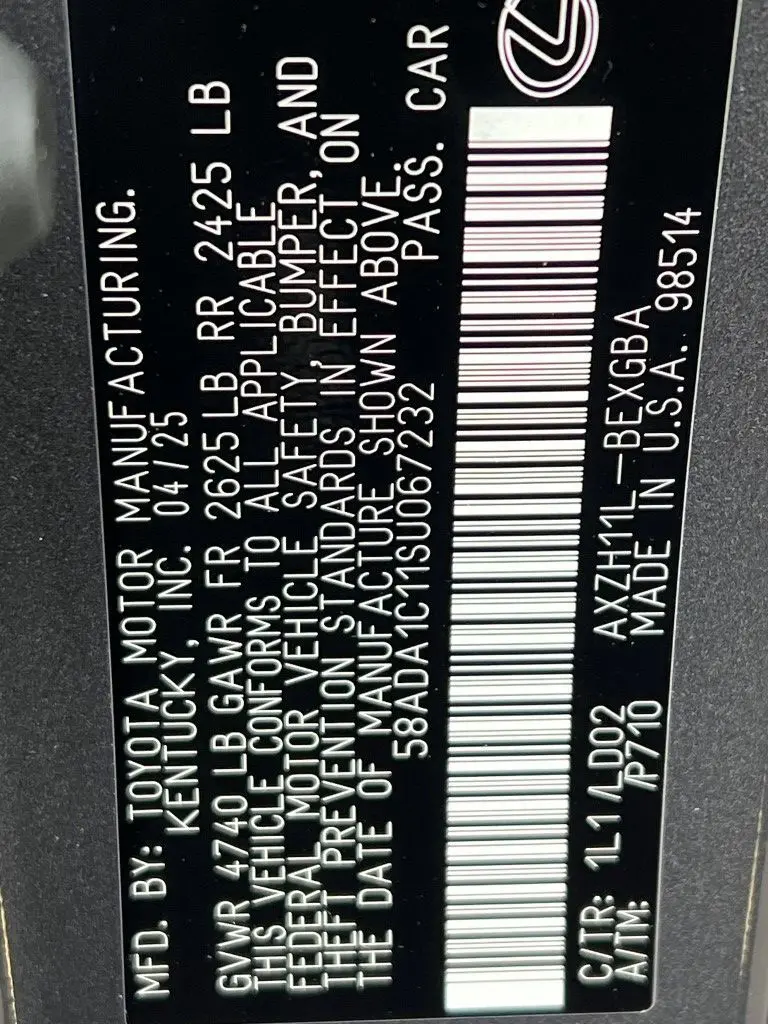 MFD. BY: TOYOTA MOTOR MANUFACTURING.
KENTUCKY, INC. 04/25
GVWR 4740 LB GAWR FR 2625 LB RR 2425 LB
THIS VEHICLE CONFORMS TO ALL APPLICABLE
FEDERAL MOTOR VEHICLE SAFETY, BUMPER, AND
THEFT PREVENTION STANDARDS IN EFFECT ON
THE DATE OF MANUFACTURE SHOWN ABOVE.
58ADA1C11SU067232 PASS. CAR
C/TR: 1L1/LD02 AXZH11L-BEXGBA
A/TM: /P710 MADE IN U.S.A. 98514